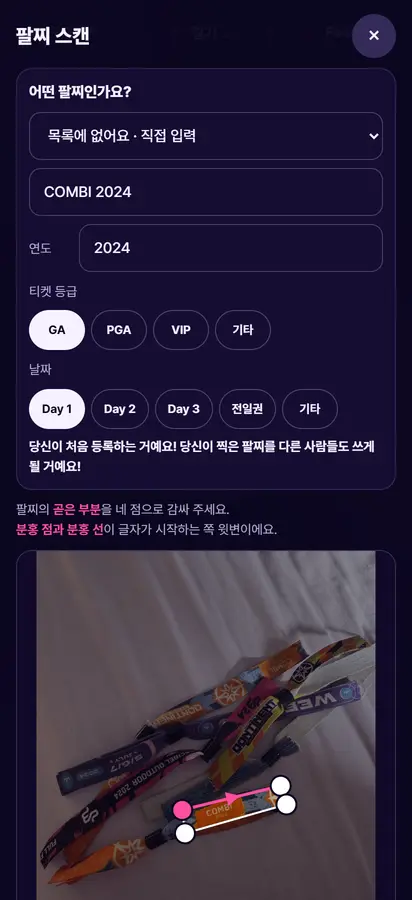 팔찌 스캔
×
어떤 팔찌인가요?
목록에 없어요 · 직접 입력
COMBI 2024
연도
2024
티켓 등급
GA
PGA
VIP
기타
날짜
Day 1
Day 2
Day 3
전일권
기타
당신이 처음 등록하는 거예요! 당신이 찍은 팔찌를 다른 사람들도 쓰게 될 거예요!
팔찌의 곧은 부분을 네 점으로 감싸 주세요.
분홍 점과 분홍 선이 글자가 시작하는 쪽 윗변이에요.
WEE
OUTDOOR 2024
COMBI